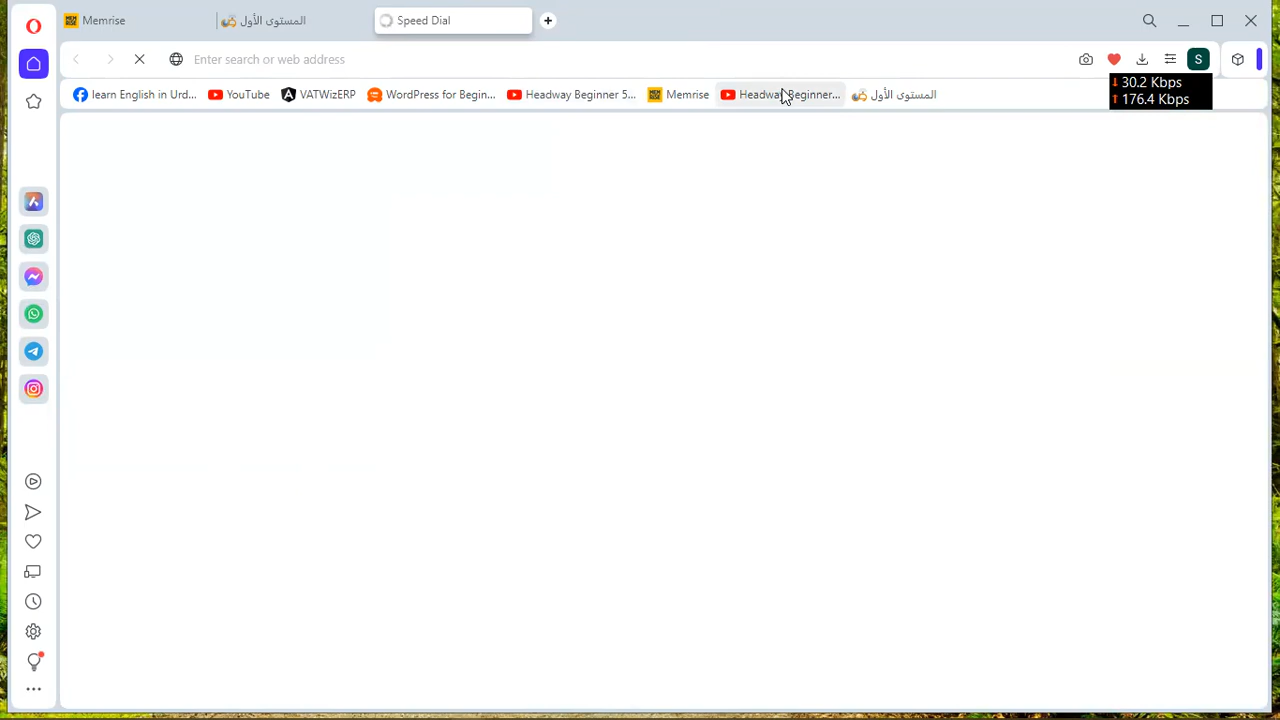 Memrise
المستوى الأول
Speed Dial
Enter search or web address
S
learn English in Urd...
YouTube
VATWizERP
Wordpress for Begin...
Headway Beginner 5...
Memrise
Headway Beginner...
المستوى الأول
30.2 Kbps
176.4 Kbps